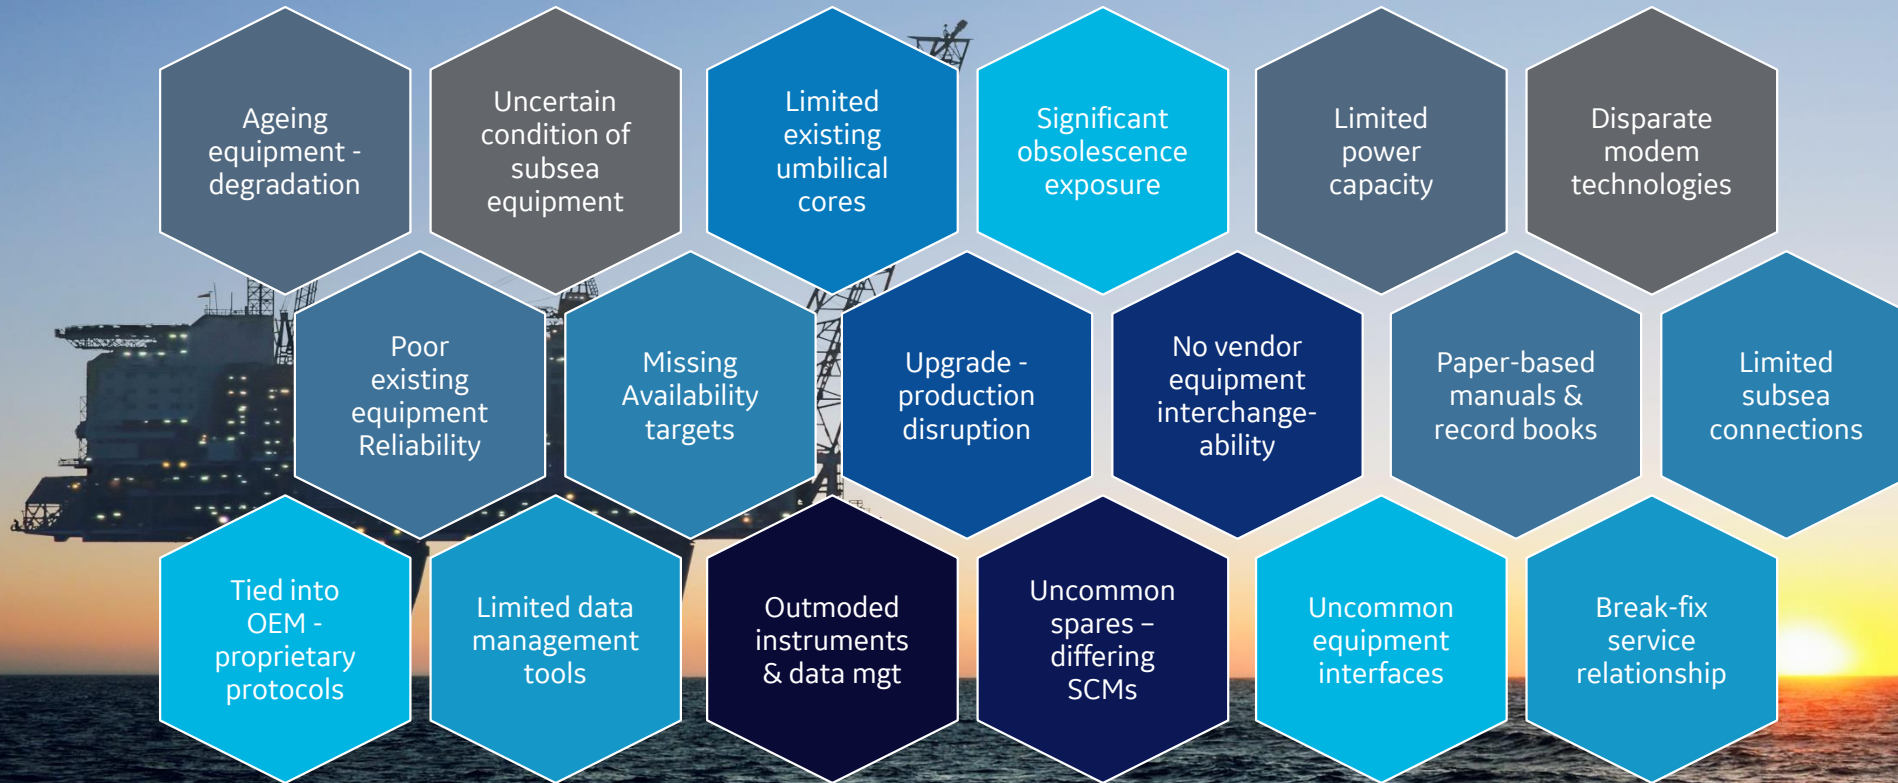 Ageing
equipment -
degradation
Uncertain
condition of
subsea
equipment
Limited
existing
umbilical
cores
Significant
obsolescence
exposure
Limited
power
capacity
Disparate
modem
technologies
Poor
existing
equipment
Reliability
Missing
Availability
targets
Upgrade -
production
disruption
No vendor
equipment
interchange-
ability
Paper-based
manuals &
record books
Limited
subsea
connections
Tied into
OEM -
proprietary
protocols
Limited data
management
tools
Outmoded
instruments
& data mgt
Uncommon
spares –
differing
SCMs
Uncommon
equipment
interfaces
Break-fix
service
relationship